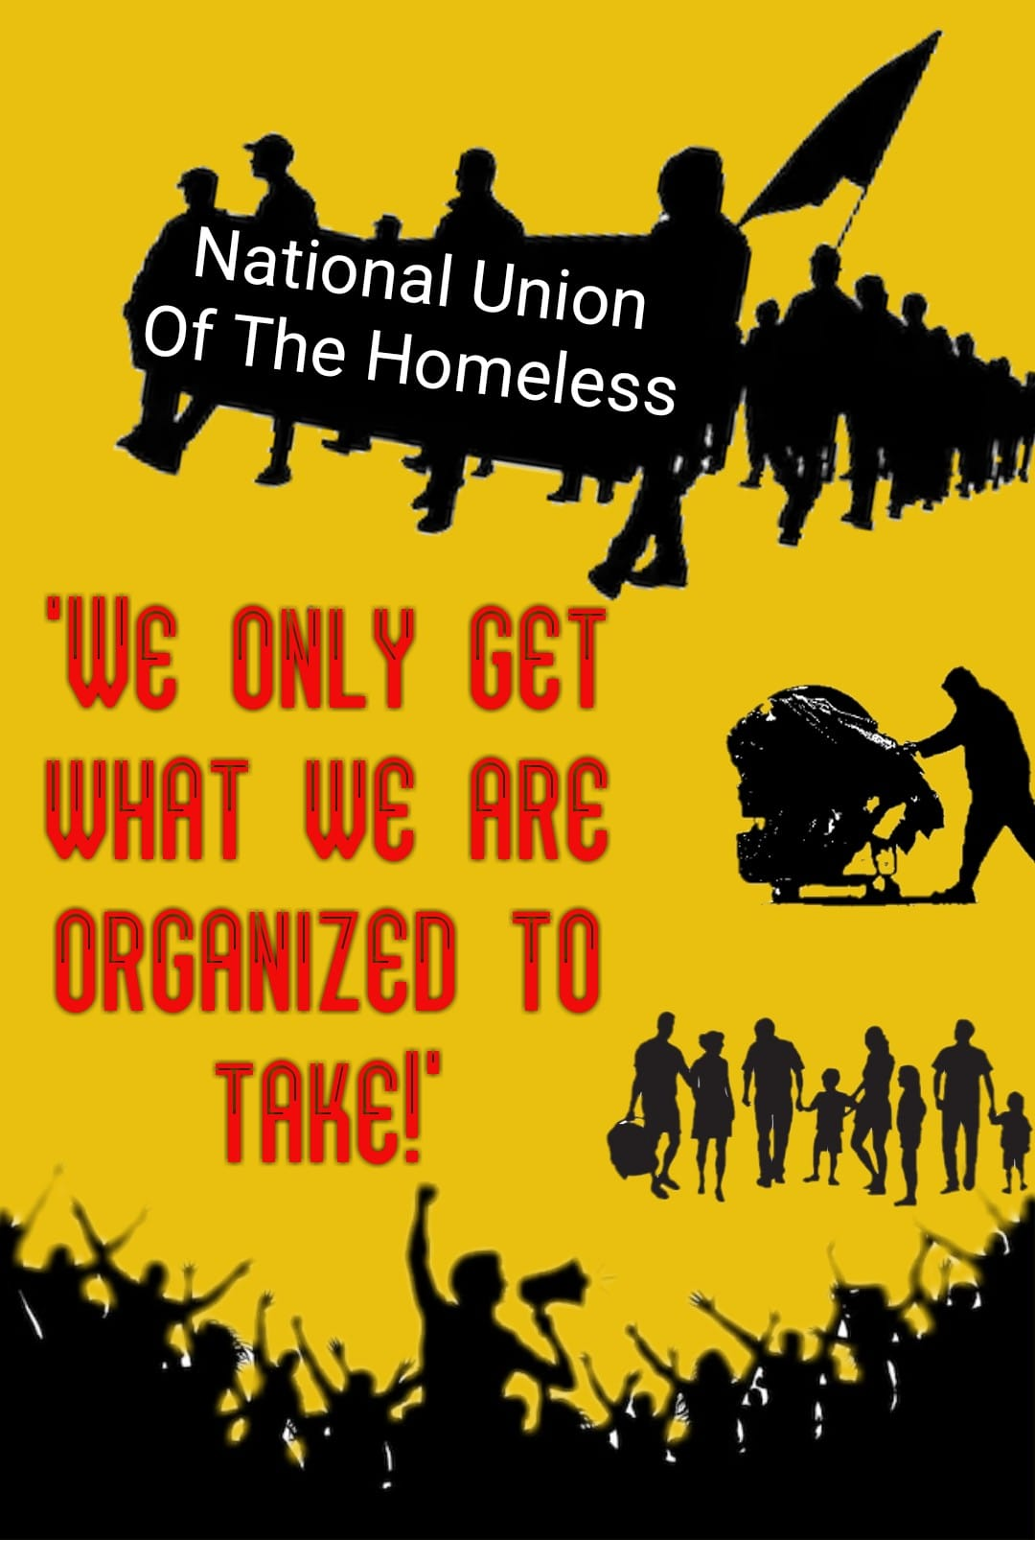 National Union
Of The Homeless
'WE ONLY GET
WHAT WE ARE
ORGANIZED TO
TAKE!'